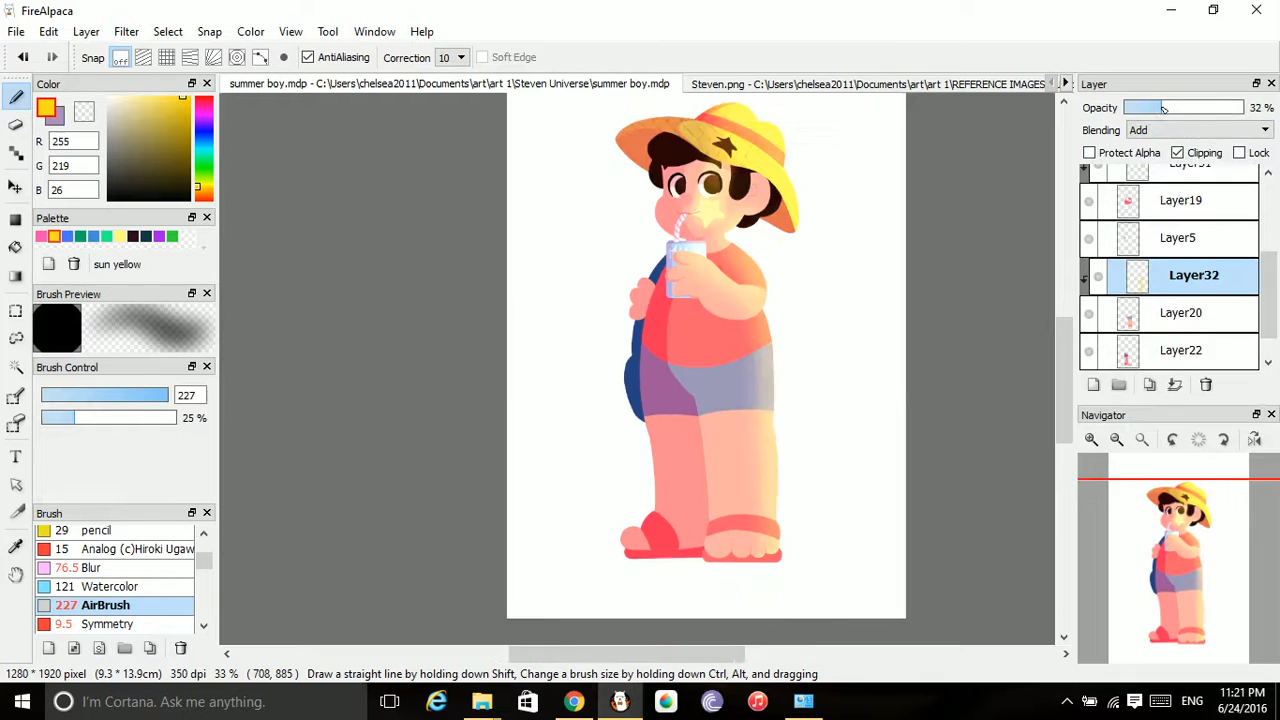 FireAlpaca
File Edit Layer Filter Select Snap Color View Tool Window Help
Snap off AntiAliasing Correction 10 Soft Edge
Color
summer boy.mdp - C:\Users\chelsea2011\Documents\art\art 1\Steven Universe\summer boy.mdp
Steven.png - C:\Users\chelsea2011\Documents\art\art 1\REFERENCE IMAGES
Layer
R 255
G 219
B 26
Opacity 32 %
Blending Add
Protect Alpha Clipping Lock
Layer19
Layer5
Layer32
Layer20
Layer22
Palette
sun yellow
Brush Preview
Brush Control
227
25 %
Navigator
Brush
29 pencil
15 Analog (c)Hiroki Ugaw
76.5 Blur
121 Watercolor
227 AirBrush
9.5 Symmetry
1280 * 1920 pixel (9.3 * 13.9cm) 350 dpi 33 % (708, 885) Draw a straight line by holding down Shift, Change a brush size by holding down Ctrl, Alt, and dragging
I'm Cortana. Ask me anything.
ENG
11:21 PM
6/24/2016